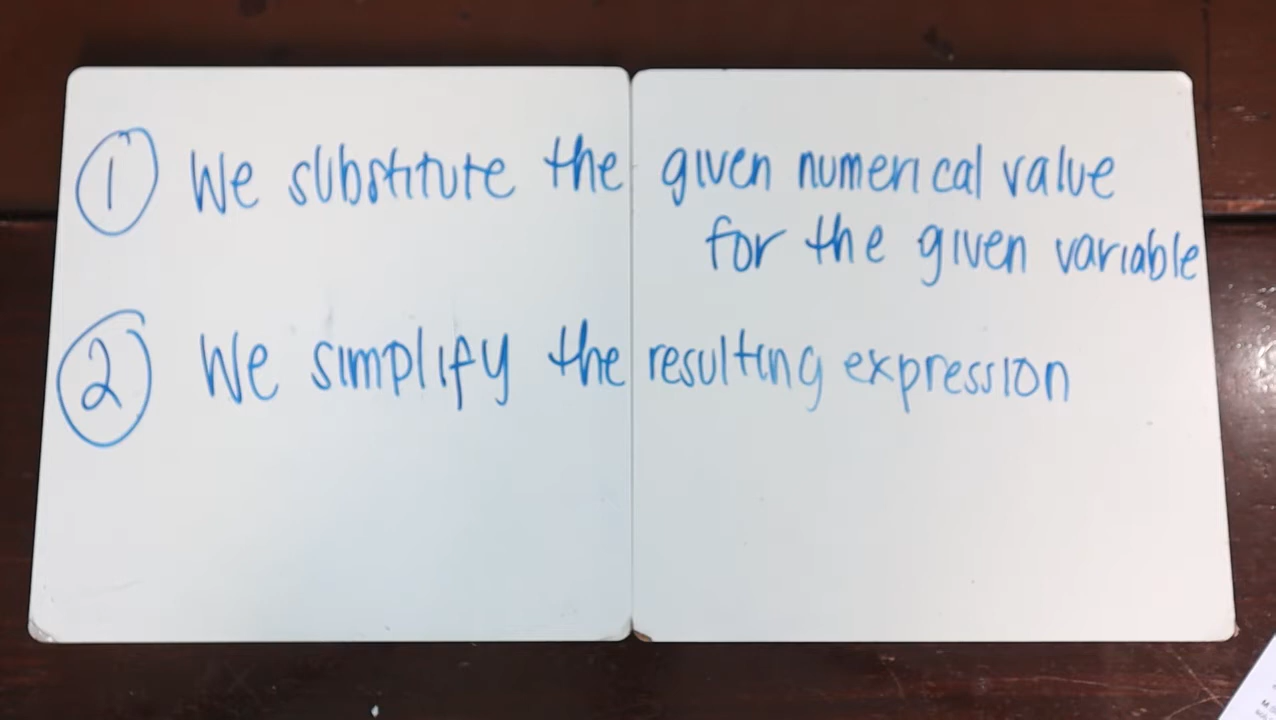 ① We substitute the given numerical value
for the given variable
② We simplify the resulting expression